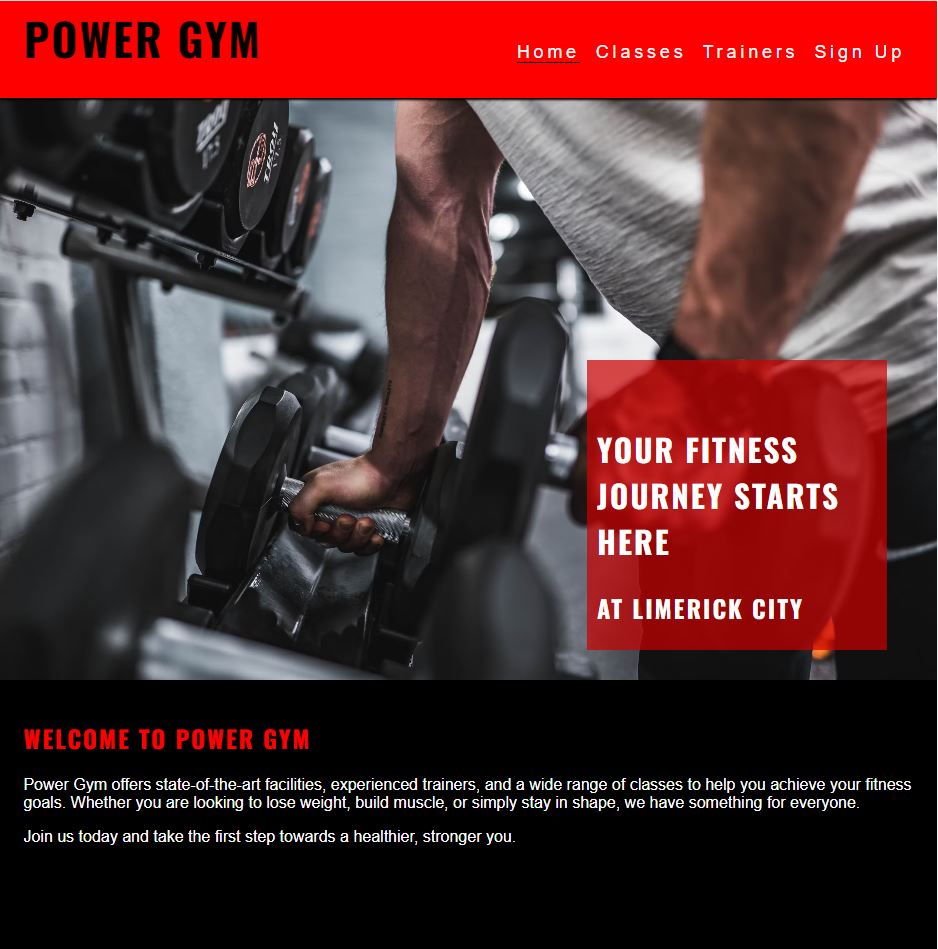 POWER GYM
Home Classes Trainers Sign Up
YOUR FITNESS
JOURNEY STARTS
HERE
AT LIMERICK CITY
WELCOME TO POWER GYM
Power Gym offers state-of-the-art facilities, experienced trainers, and a wide range of classes to help you achieve your fitness
goals. Whether you are looking to lose weight, build muscle, or simply stay in shape, we have something for everyone.
Join us today and take the first step towards a healthier, stronger you.